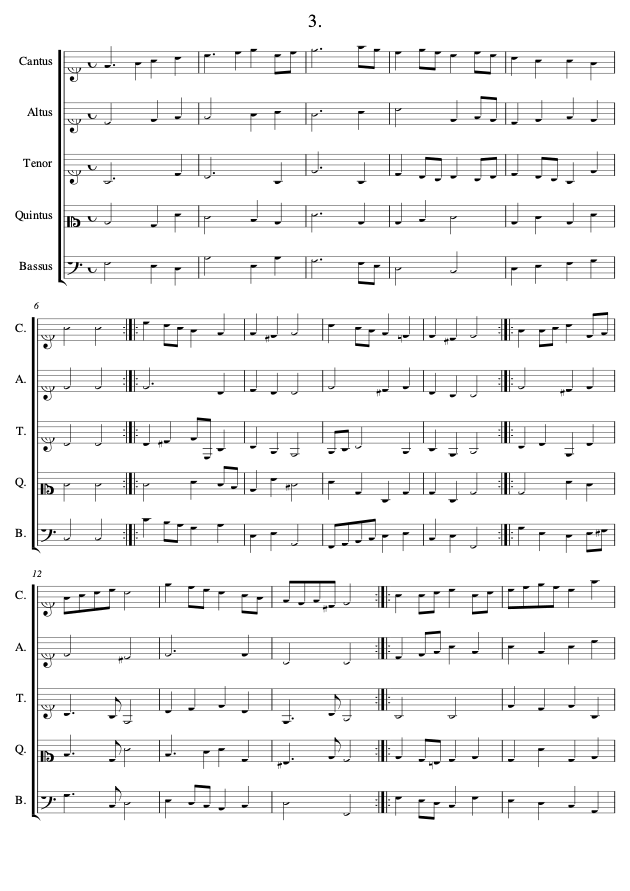 3.
Cantus
Altus
Tenor
Quintus
Bassus
6
C.
A.
T.
Q.
B.
12
C.
A.
T.
Q.
B.